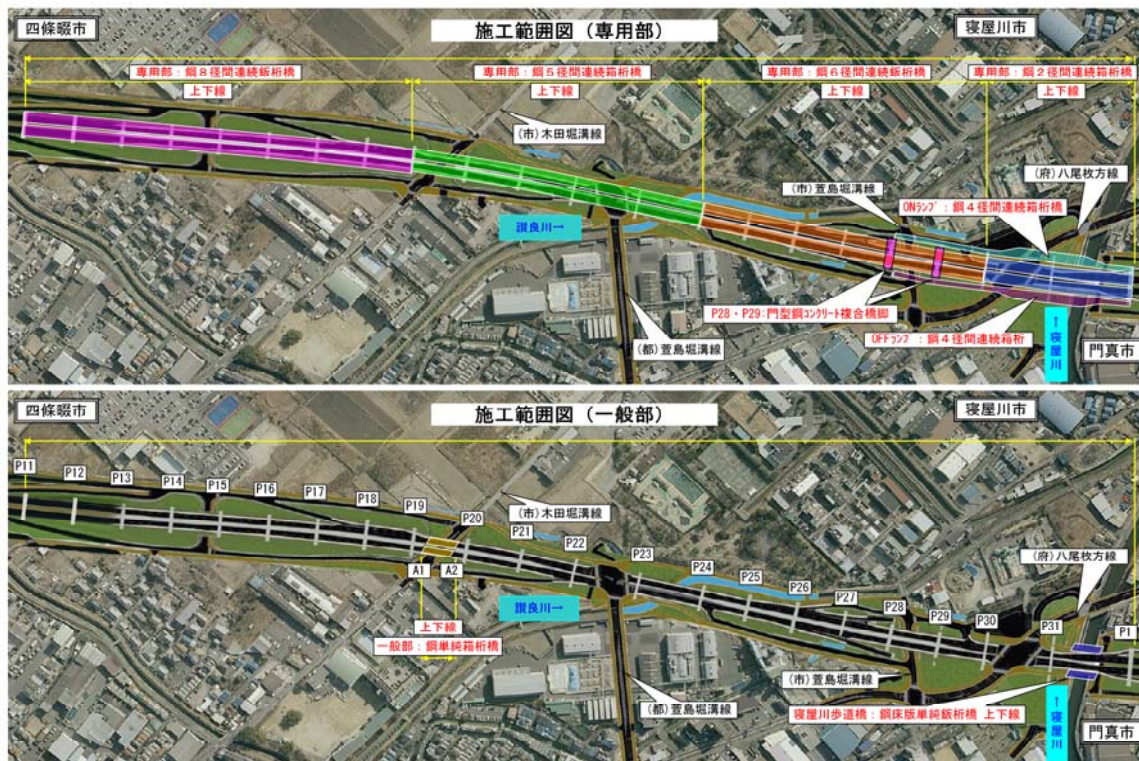 四條畷市
施工範囲図（専用部）
寝屋川市
専用部：鋼８径間連続鈑桁橋
上下線
専用部：鋼５径間連続箱桁橋
上下線
専用部：鋼６径間連続鈑桁橋
上下線
専用部：鋼２径間連続箱桁橋
上下線
(市)木田堀溝線
(市)萱島堀溝線
(府)八尾枚方線
ONランプ：鋼４径間連続箱桁橋
讃良川→
P28・P29:門型鋼コンクリート複合橋脚
OFFランプ：鋼４径間連続箱桁
(都)萱島堀溝線
↑寝屋川
門真市
四條畷市
施工範囲図（一般部）
寝屋川市
P11
P12
P13
P14
P15
P16
P17
P18
P19
P20
P21
P22
P23
P24
P25
P26
P27
P28
P29
P30
P31
P1
(市)木田堀溝線
(府)八尾枚方線
A1
A2
讃良川→
上下線
一般部：鋼単純箱桁橋
(市)萱島堀溝線
(都)萱島堀溝線
寝屋川歩道橋：鋼床版単純鈑桁橋 上下線
↑寝屋川
門真市